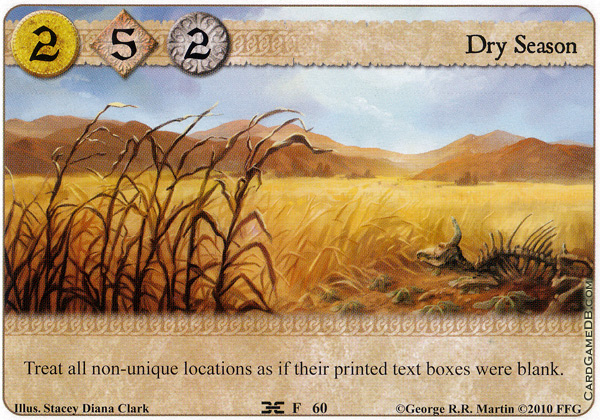 2 5 2 Dry Season
Treat all non-unique locations as if their printed text boxes were blank.
Illus. Stacey Diana Clark F 60 ©George R.R. Martin ©2010 FFG
CardGameDB.com